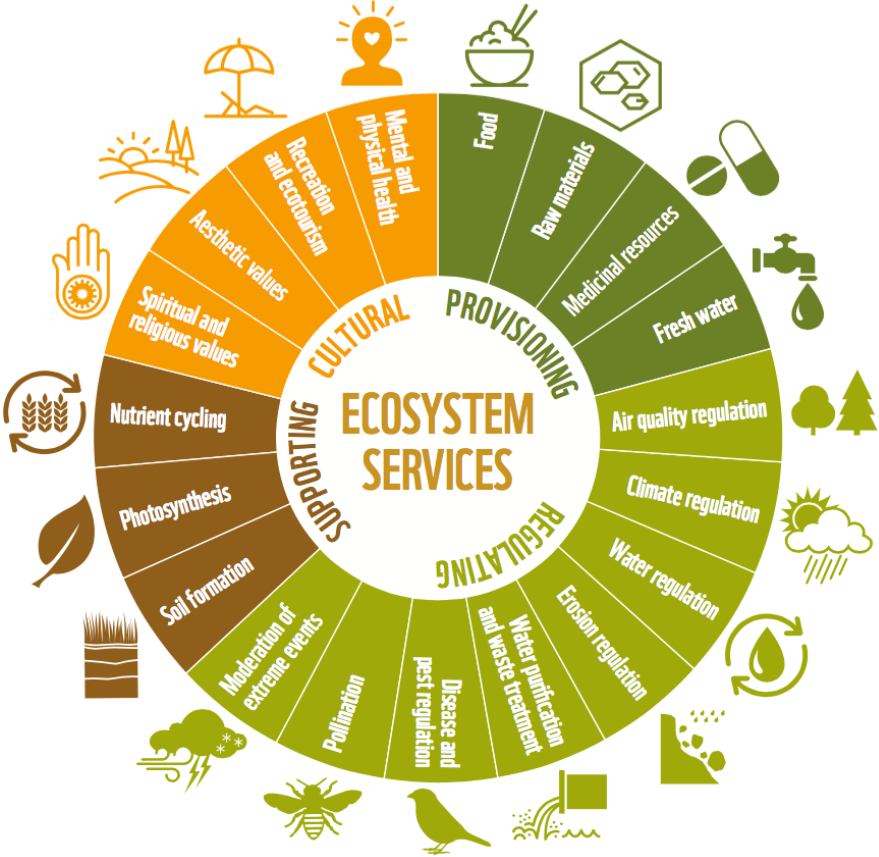 ECOSYSTEM
SERVICES
PROVISIONING
Food
Raw materials
Medicinal resources
Fresh water
REGULATING
Air quality regulation
Climate regulation
Water regulation
Erosion regulation
Water purification
and waste treatment
Disease and
pest regulation
Pollination
Moderation of
extreme events
SUPPORTING
Soil formation
Photosynthesis
Nutrient cycling
CULTURAL
Spiritual and
religious values
Aesthetic values
Recreation
and ecotourism
Mental and
physical health